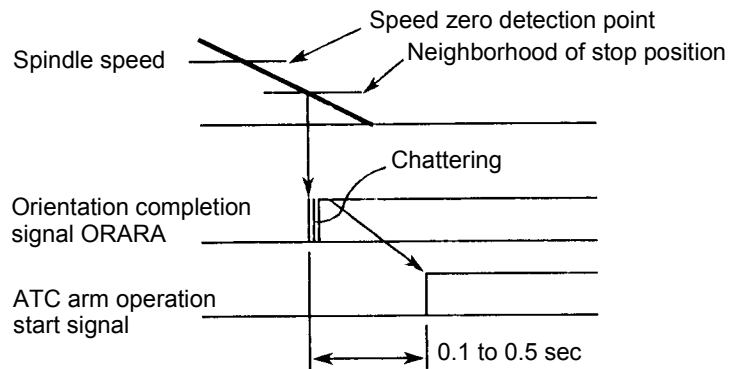 Speed zero detection point
Neighborhood of stop position
Spindle speed
Chattering
Orientation completion
signal ORARA
ATC arm operation
start signal
0.1 to 0.5 sec